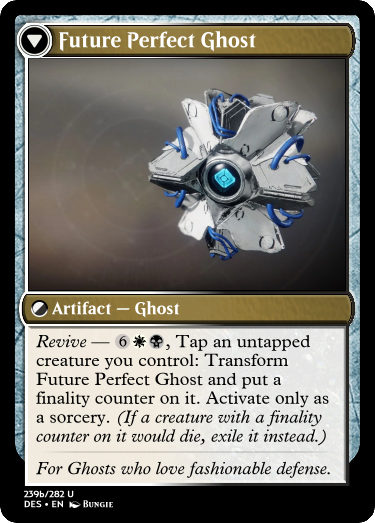 Future Perfect Ghost
Artifact — Ghost
Revive — 6, Tap an untapped
creature you control: Transform
Future Perfect Ghost and put a
finality counter on it. Activate only as
a sorcery. (If a creature with a finality
counter on it would die, exile it instead.)
For Ghosts who love fashionable defense.
239b/282 U
DES • EN Bungie